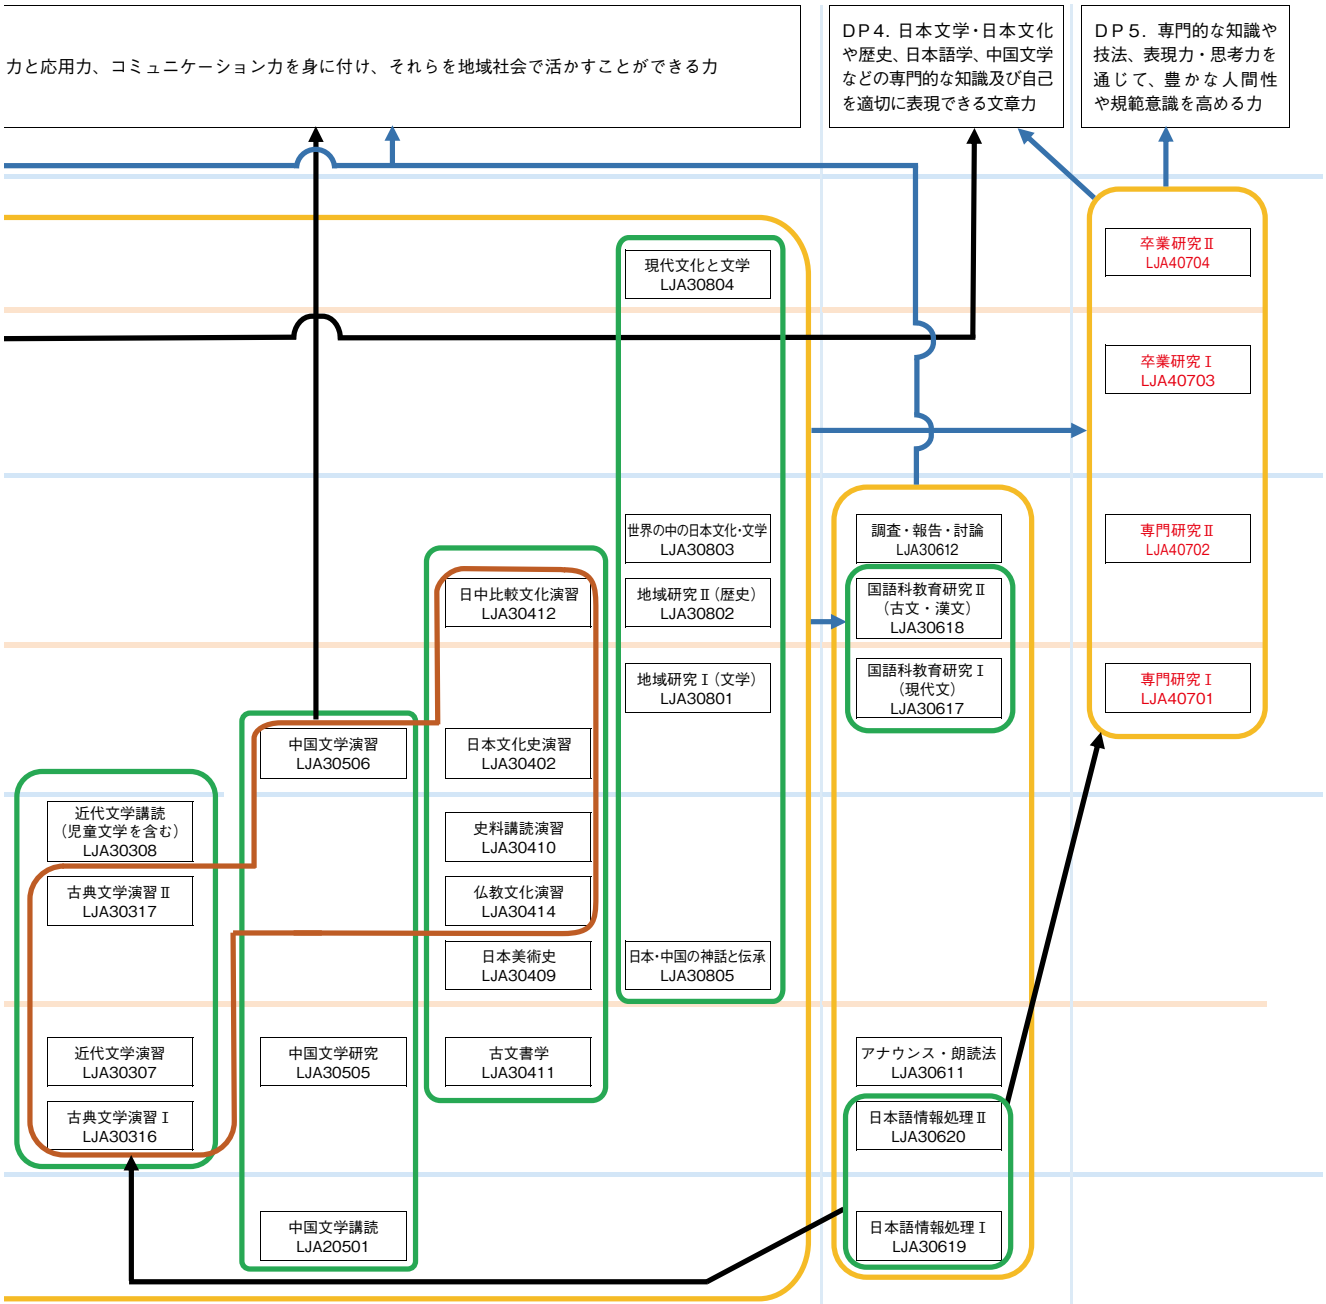 力と応用力、コミュニケーション力を身に付け、それらを地域社会で活かすことができる力
DP4. 日本文学・日本文化
や歴史、日本語学、中国文学
などの専門的な知識及び自己
を適切に表現できる文章力
DP5. 専門的な知識や
技法、表現力・思考力を
通じて、豊かな人間性
や規範意識を高める力
卒業研究Ⅱ
LJA40704
現代文化と文学
LJA30804
卒業研究Ⅰ
LJA40703
世界の中の日本文化・文学
LJA30803
調査・報告・討論
LJA30612
専門研究Ⅱ
LJA40702
日中比較文化演習
LJA30412
地域研究Ⅱ(歴史)
LJA30802
国語科教育研究Ⅱ
(古文・漢文)
LJA30618
地域研究Ⅰ(文学)
LJA30801
国語科教育研究Ⅰ
(現代文)
LJA30617
専門研究Ⅰ
LJA40701
中国文学演習
LJA30506
日本文化史演習
LJA30402
近代文学講読
(児童文学を含む)
LJA30308
史料講読演習
LJA30410
古典文学演習Ⅱ
LJA30317
仏教文化演習
LJA30414
日本美術史
LJA30409
日本・中国の神話と伝承
LJA30805
近代文学演習
LJA30307
中国文学研究
LJA30505
古文書学
LJA30411
アナウンス・朗読法
LJA30611
古典文学演習Ⅰ
LJA30316
日本語情報処理Ⅱ
LJA30620
中国文学講読
LJA20501
日本語情報処理Ⅰ
LJA30619